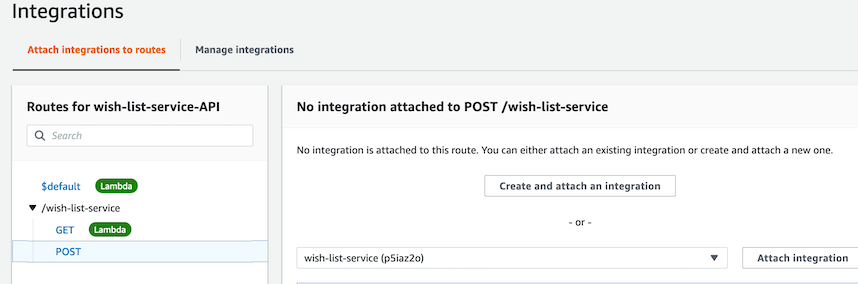 Integrations
Attach integrations to routes
Manage integrations
Routes for wish-list-service-API
Search
$default Lambda
/wish-list-service
GET Lambda
POST
No integration attached to POST /wish-list-service
No integration is attached to this route. You can either attach an existing integration or create and attach a new one.
Create and attach an integration
- or -
wish-list-service (p5iaz2o)
Attach integration